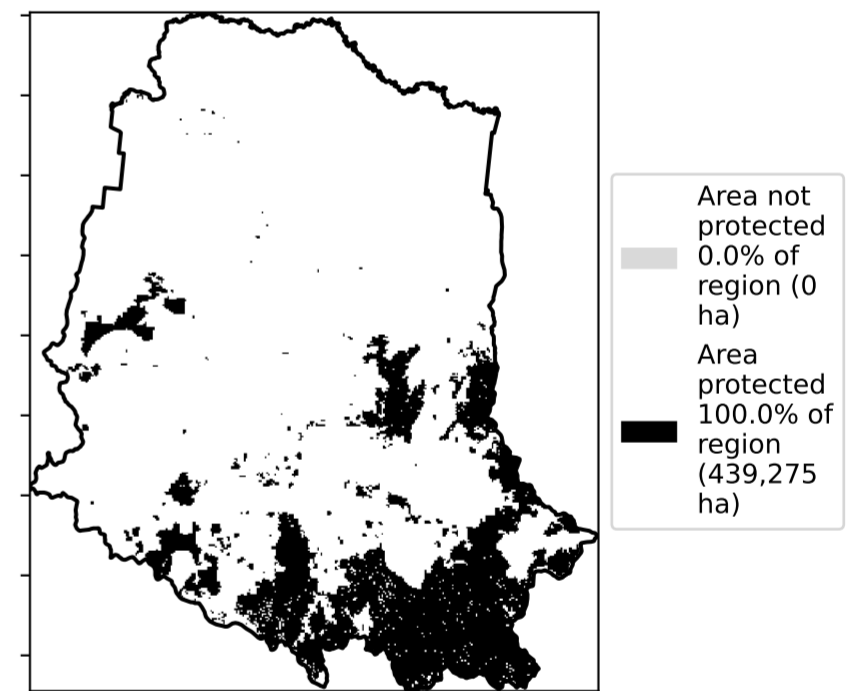 Area not
protected
0.0% of
region (0
ha)
Area
protected
100.0% of
region
(439,275
ha)